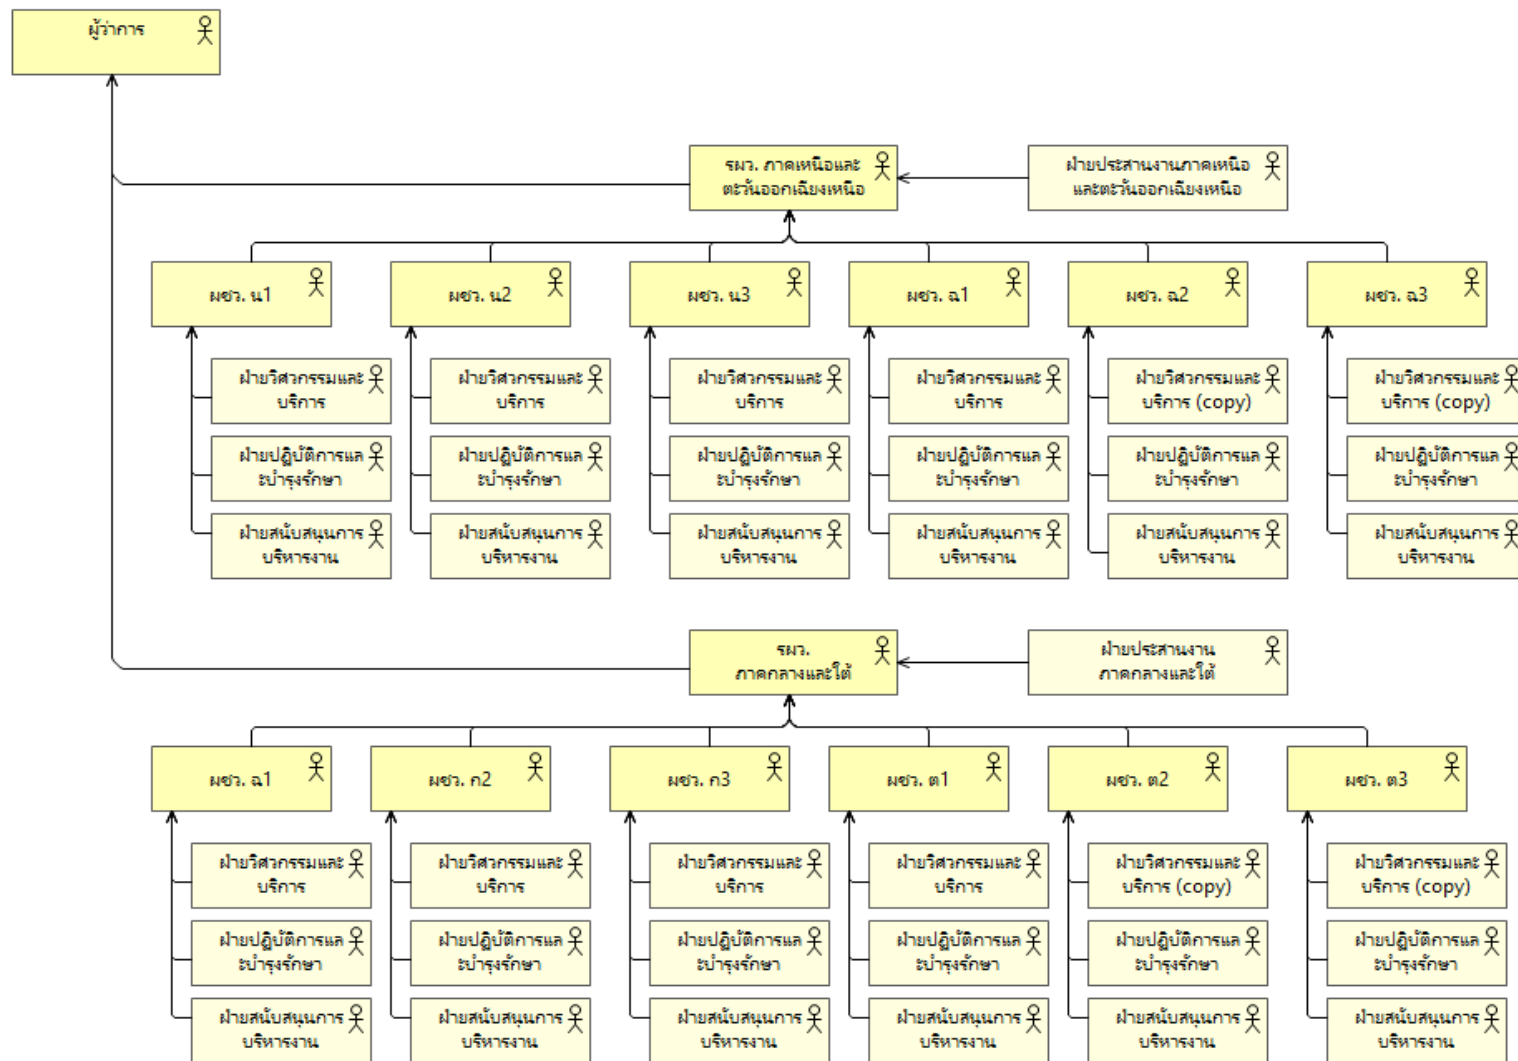 ผู้ว่าการ
รผว. ภาคเหนือและ
ตะวันออกเฉียงเหนือ
ฝ่ายประสานงานภาคเหนือ
และตะวันออกเฉียงเหนือ
ผชว. น1
ผชว. น2
ผชว. น3
ผชว. ฉ1
ผชว. ฉ2
ผชว. ฉ3
ฝ่ายวิศวกรรมและ
บริการ
ฝ่ายวิศวกรรมและ
บริการ
ฝ่ายวิศวกรรมและ
บริการ
ฝ่ายวิศวกรรมและ
บริการ
ฝ่ายวิศวกรรมและ
บริการ (copy)
ฝ่ายวิศวกรรมและ
บริการ (copy)
ฝ่ายปฏิบัติการแล
ะบำรุงรักษา
ฝ่ายปฏิบัติการแล
ะบำรุงรักษา
ฝ่ายปฏิบัติการแล
ะบำรุงรักษา
ฝ่ายปฏิบัติการแล
ะบำรุงรักษา
ฝ่ายปฏิบัติการแล
ะบำรุงรักษา
ฝ่ายปฏิบัติการแล
ะบำรุงรักษา
ฝ่ายสนับสนุนการ
บริหารงาน
ฝ่ายสนับสนุนการ
บริหารงาน
ฝ่ายสนับสนุนการ
บริหารงาน
ฝ่ายสนับสนุนการ
บริหารงาน
ฝ่ายสนับสนุนการ
บริหารงาน
ฝ่ายสนับสนุนการ
บริหารงาน
รผว.
ภาคกลางและใต้
ฝ่ายประสานงาน
ภาคกลางและใต้
ผชว. ฉ1
ผชว. ก2
ผชว. ก3
ผชว. ต1
ผชว. ต2
ผชว. ต3
ฝ่ายวิศวกรรมและ
บริการ
ฝ่ายวิศวกรรมและ
บริการ
ฝ่ายวิศวกรรมและ
บริการ
ฝ่ายวิศวกรรมและ
บริการ
ฝ่ายวิศวกรรมและ
บริการ (copy)
ฝ่ายวิศวกรรมและ
บริการ (copy)
ฝ่ายปฏิบัติการแล
ะบำรุงรักษา
ฝ่ายปฏิบัติการแล
ะบำรุงรักษา
ฝ่ายปฏิบัติการแล
ะบำรุงรักษา
ฝ่ายปฏิบัติการแล
ะบำรุงรักษา
ฝ่ายปฏิบัติการแล
ะบำรุงรักษา
ฝ่ายปฏิบัติการแล
ะบำรุงรักษา
ฝ่ายสนับสนุนการ
บริหารงาน
ฝ่ายสนับสนุนการ
บริหารงาน
ฝ่ายสนับสนุนการ
บริหารงาน
ฝ่ายสนับสนุนการ
บริหารงาน
ฝ่ายสนับสนุนการ
บริหารงาน
ฝ่ายสนับสนุนการ
บริหารงาน